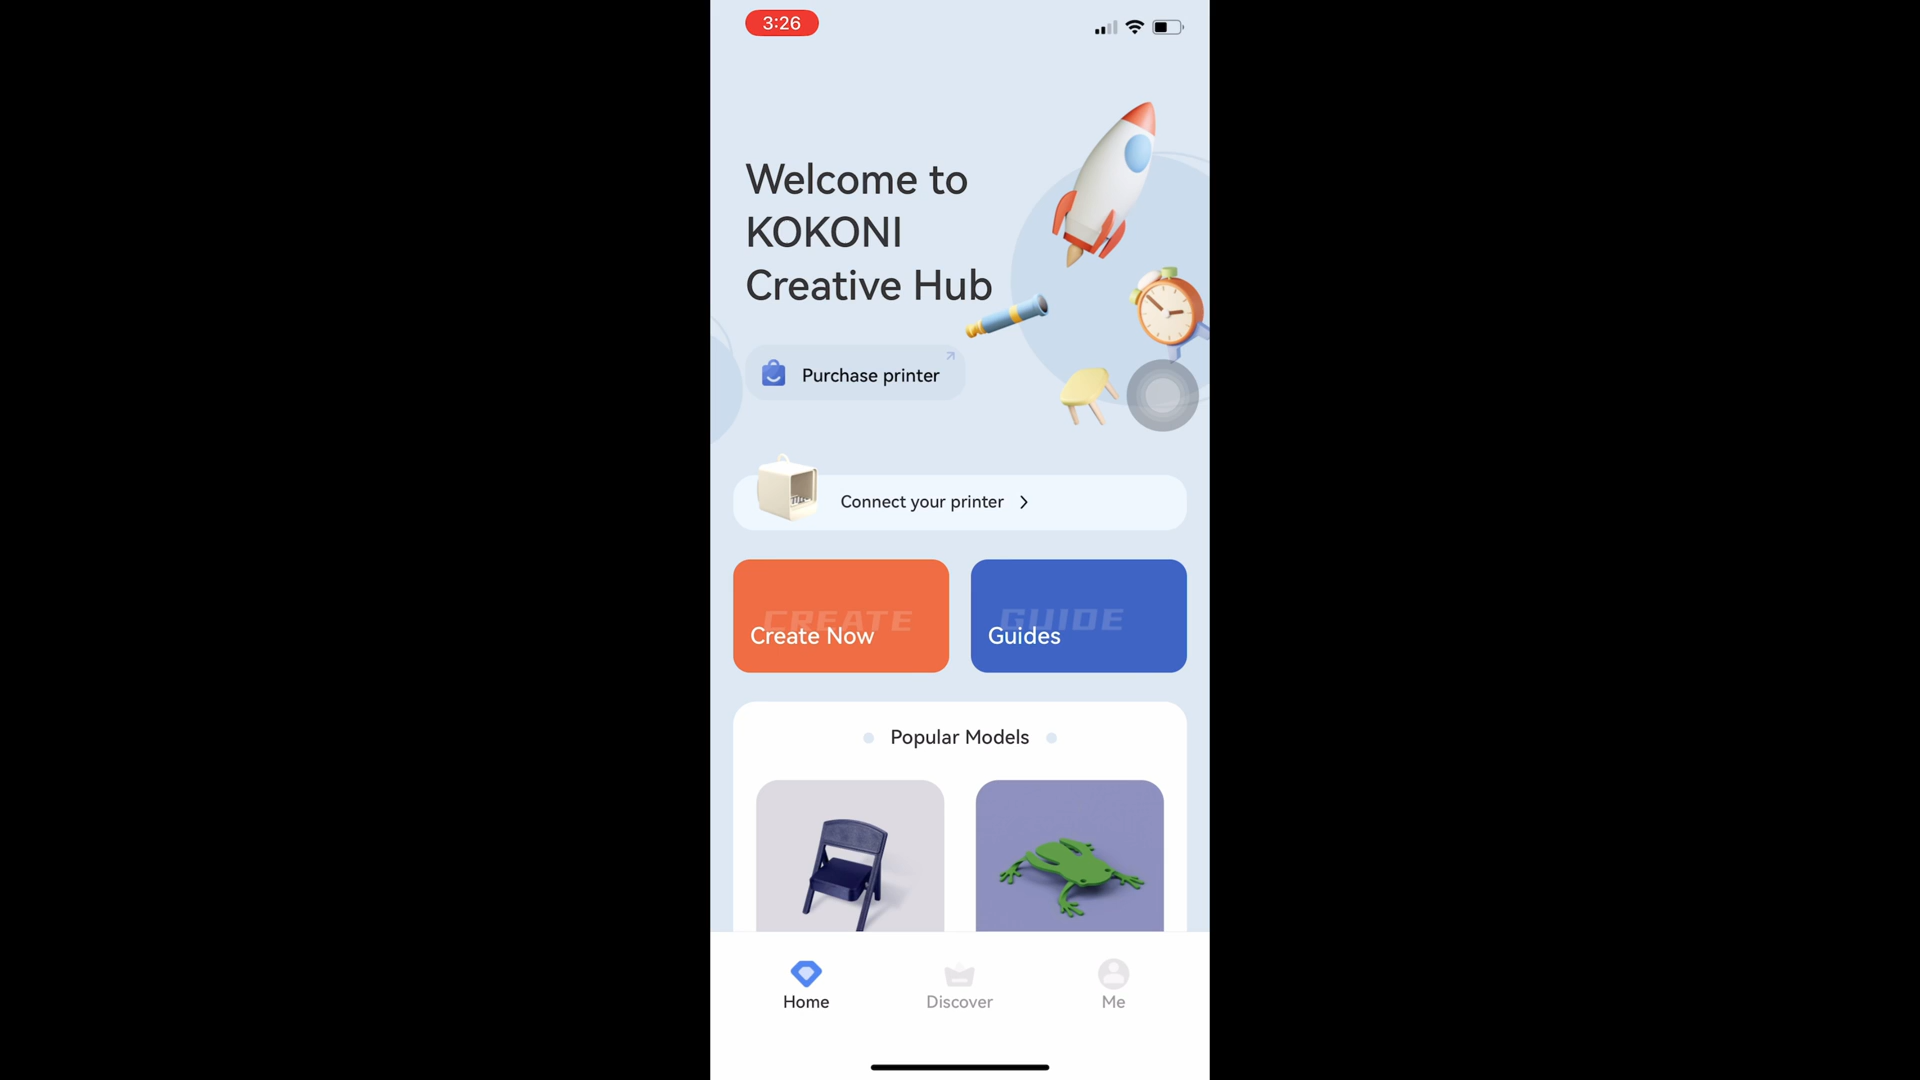 3:26
Welcome to
KOKONI
Creative Hub
Purchase printer
Connect your printer
CREATE
Create Now
GUIDE
Guides
Popular Models
Home
Discover
Me